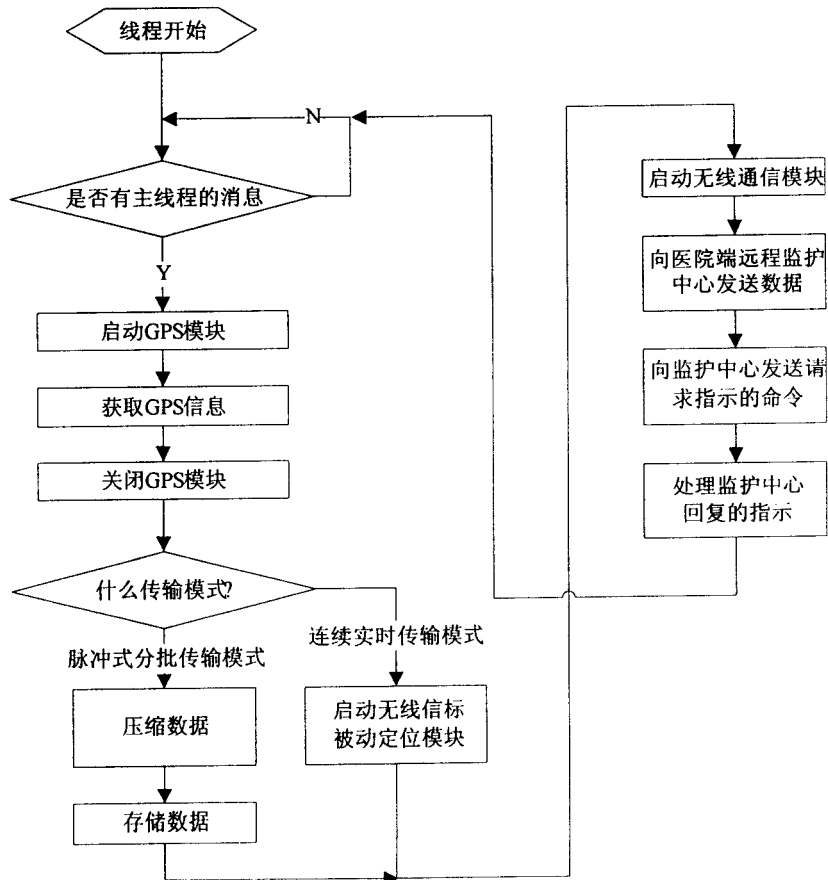 线程开始
N
是否有主线程的消息
Y
启动GPS模块
获取GPS信息
关闭GPS模块
什么传输模式?
脉冲式分批传输模式
连续实时传输模式
压缩数据
启动无线信标
被动定位模块
存储数据
启动无线通信模块
向医院端远程监护
中心发送数据
向监护中心发送请
求指示的命令
处理监护中心
回复的指示